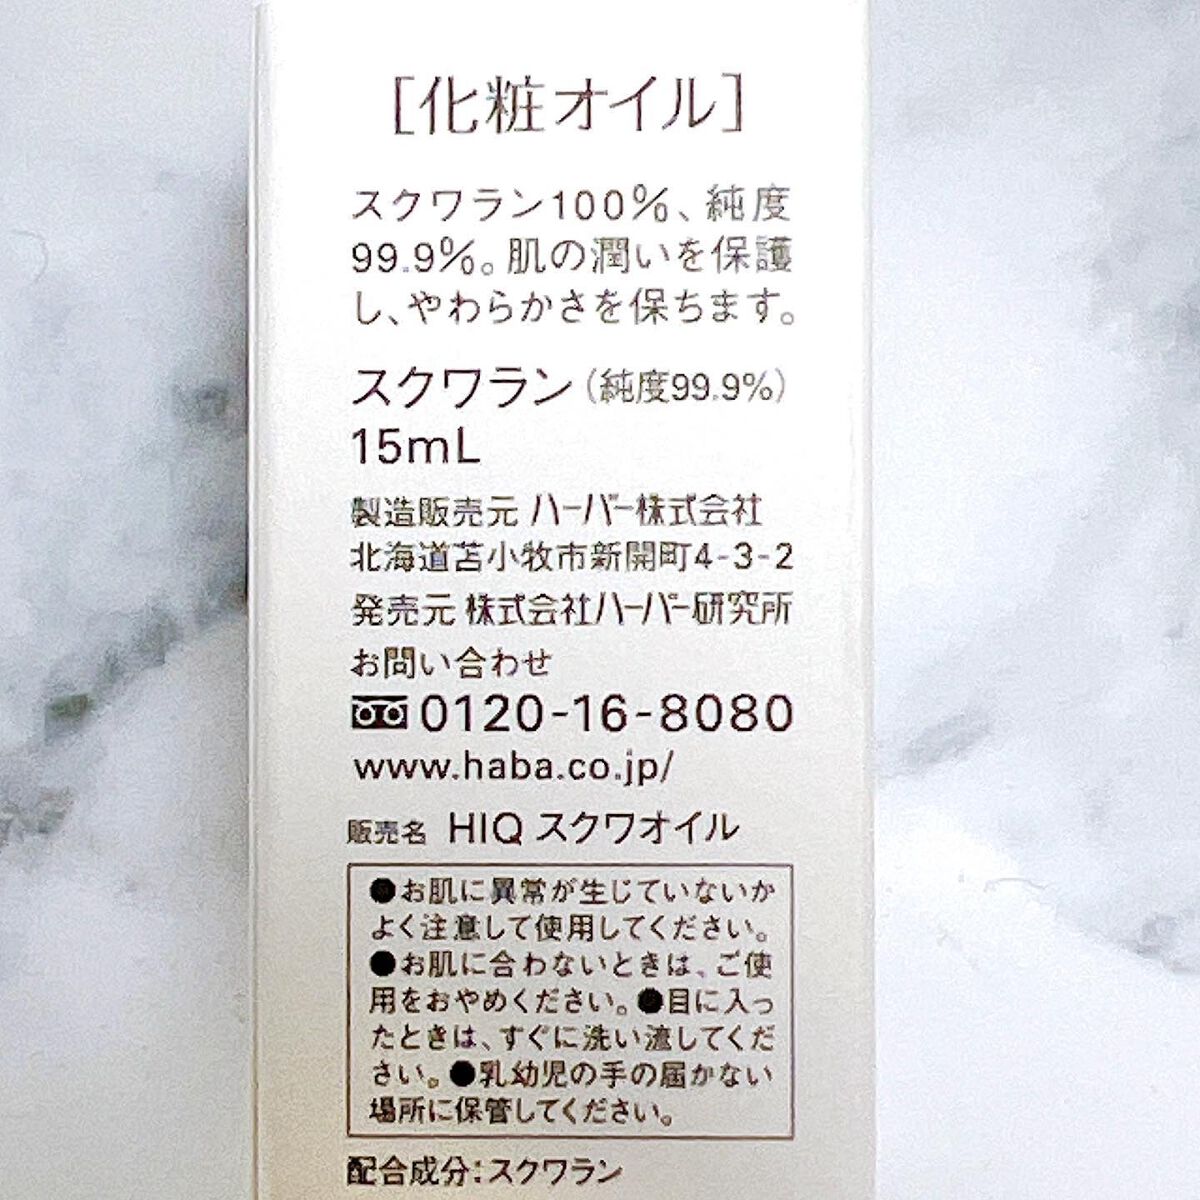 ［化粧オイル］
スクワラン100％、純度
99.9％。肌の潤いを保護
し、やわらかさを保ちます。
スクワラン（純度99.9％）
15mL
製造販売元 ハーバー株式会社
北海道苫小牧市新開町4-3-2
発売元 株式会社ハーバー研究所
お問い合わせ
0120-16-8080
www.haba.co.jp/
販売名 HIQ スクワオイル
●お肌に異常が生じていないか
よく注意して使用してください。
●お肌に合わないときは、ご使
用をおやめください。●目に入っ
たときは、すぐに洗い流してくだ
さい。●乳幼児の手の届かない
場所に保管してください。
配合成分：スクワラン